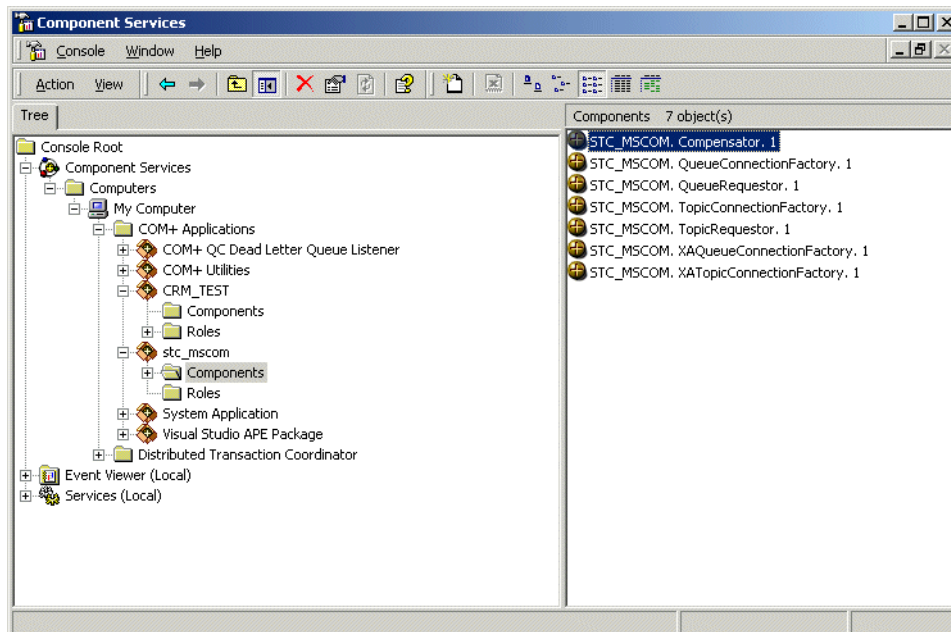 Component Services
Console Window Help
Action View
Tree
Components 7 object(s)
Console Root
Component Services
Computers
My Computer
COM+ Applications
COM+ QC Dead Letter Queue Listener
COM+ Utilities
CRM_TEST
Components
Roles
stc_mscom
Components
Roles
System Application
Visual Studio APE Package
Distributed Transaction Coordinator
Event Viewer (Local)
Services (Local)
STC_MSCOM. Compensator. 1
STC_MSCOM. QueueConnectionFactory. 1
STC_MSCOM. QueueRequestor. 1
STC_MSCOM. TopicConnectionFactory. 1
STC_MSCOM. TopicRequestor. 1
STC_MSCOM. XAQueueConnectionFactory. 1
STC_MSCOM. XATopicConnectionFactory. 1